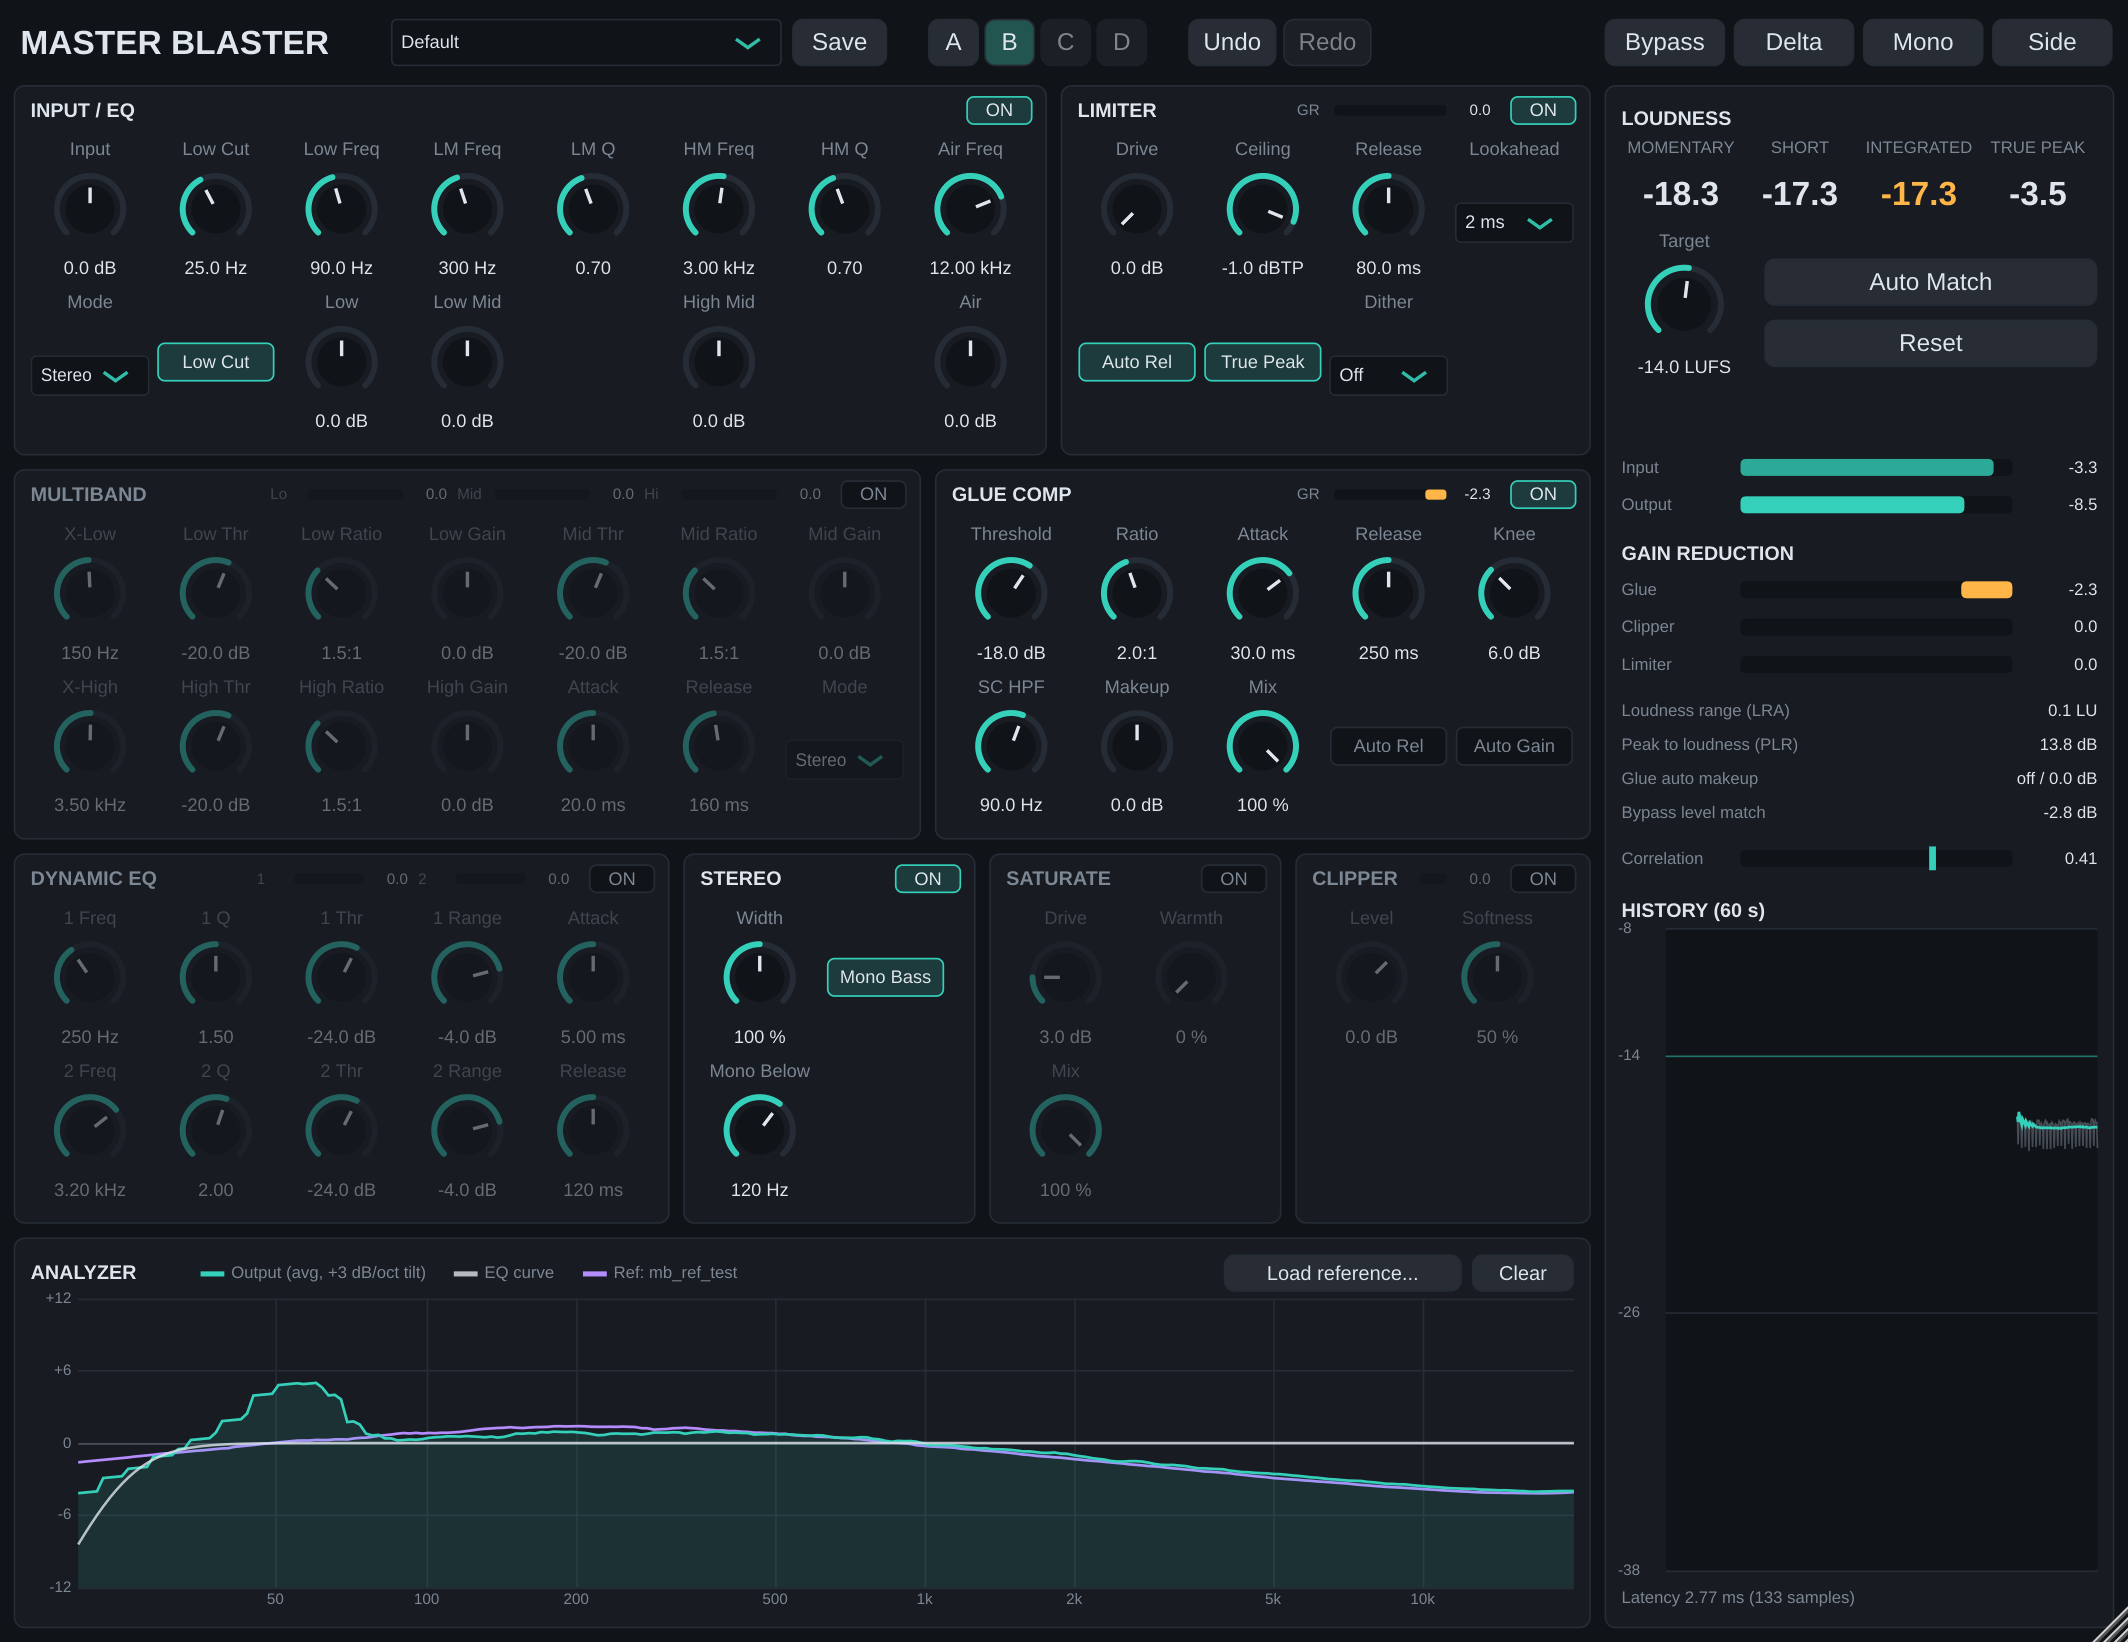 MASTER BLASTER Default Save A B C D Undo Redo Bypass Delta Mono Side
INPUT / EQ ON
Input Low Cut Low Freq LM Freq LM Q HM Freq HM Q Air Freq
0.0 dB 25.0 Hz 90.0 Hz 300 Hz 0.70 3.00 kHz 0.70 12.00 kHz
Mode Low Low Mid High Mid Air
Stereo Low Cut
0.0 dB 0.0 dB 0.0 dB 0.0 dB
LIMITER GR 0.0 ON
Drive Ceiling Release Lookahead
2 ms
0.0 dB -1.0 dBTP 80.0 ms
Dither
Auto Rel True Peak Off
MULTIBAND Lo 0.0 Mid 0.0 Hi 0.0 ON
X-Low Low Thr Low Ratio Low Gain Mid Thr Mid Ratio Mid Gain
150 Hz -20.0 dB 1.5:1 0.0 dB -20.0 dB 1.5:1 0.0 dB
X-High High Thr High Ratio High Gain Attack Release Mode
Stereo
3.50 kHz -20.0 dB 1.5:1 0.0 dB 20.0 ms 160 ms
GLUE COMP GR -2.3 ON
Threshold Ratio Attack Release Knee
-18.0 dB 2.0:1 30.0 ms 250 ms 6.0 dB
SC HPF Makeup Mix
Auto Rel Auto Gain
90.0 Hz 0.0 dB 100 %
DYNAMIC EQ 1 0.0 2 0.0 ON
1 Freq 1 Q 1 Thr 1 Range Attack
250 Hz 1.50 -24.0 dB -4.0 dB 5.00 ms
2 Freq 2 Q 2 Thr 2 Range Release
3.20 kHz 2.00 -24.0 dB -4.0 dB 120 ms
STEREO ON
Width
Mono Bass
100 %
Mono Below
120 Hz
SATURATE ON
Drive Warmth
3.0 dB 0 %
Mix
100 %
CLIPPER 0.0 ON
Level Softness
0.0 dB 50 %
ANALYZER Output (avg, +3 dB/oct tilt) EQ curve Ref: mb_ref_test Load reference... Clear
+12
+6
0
-6
-12
50 100 200 500 1k 2k 5k 10k
LOUDNESS
MOMENTARY SHORT INTEGRATED TRUE PEAK
-18.3 -17.3 -17.3 -3.5
Target
Auto Match
Reset
-14.0 LUFS
Input -3.3
Output -8.5
GAIN REDUCTION
Glue -2.3
Clipper 0.0
Limiter 0.0
Loudness range (LRA) 0.1 LU
Peak to loudness (PLR) 13.8 dB
Glue auto makeup off / 0.0 dB
Bypass level match -2.8 dB
Correlation 0.41
HISTORY (60 s)
-8
-14
-26
-38
Latency 2.77 ms (133 samples)